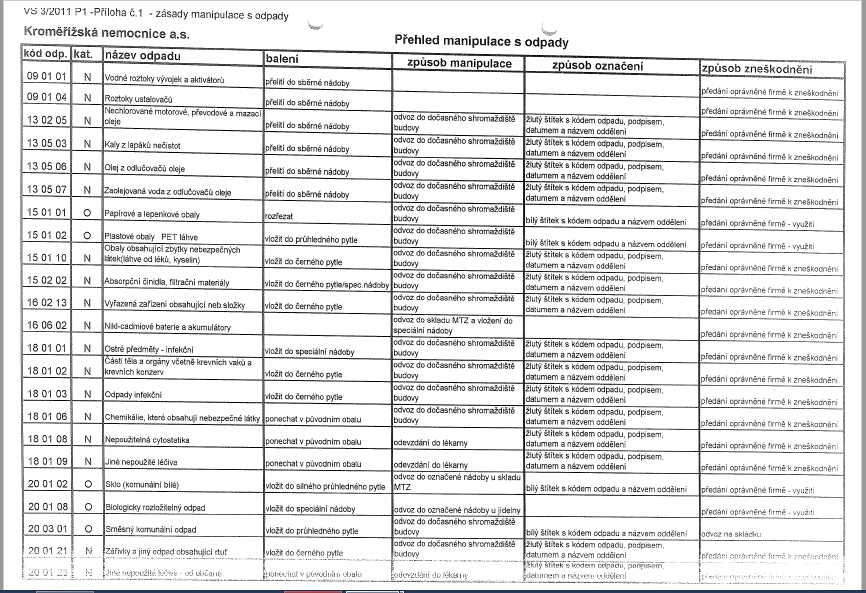 VS 3/2011 P1 -Příloha č.1 - zásady manipulace s odpady
Kroměřížská nemocnice a.s.
Přehled manipulace s odpady
kód odp. kat. název odpadu balení způsob manipulace způsob označení způsob zneškodnění
09 01 01 N Vodné roztoky vývojek a aktivátorů přelití do sběrné nádoby předání oprávněné firmě k zneškodnění
09 01 04 N Roztoky ustalovačů přelití do sběrné nádoby předání oprávněné firmě k zneškodnění
13 02 05 N Nechlorované motorové, převodové a mazací oleje přelití do sběrné nádoby odvoz do dočasného shromaždiště budovy žlutý štítek s kódem odpadu, podpisem, datumem a názvem oddělení předání oprávněné firmě k zneškodnění
13 05 03 N Kaly z lapáků nečistot přelití do sběrné nádoby odvoz do dočasného shromaždiště budovy žlutý štítek s kódem odpadu, podpisem, datumem a názvem oddělení předání oprávněné firmě k zneškodnění
13 05 06 N Olej z odlučovačů oleje přelití do sběrné nádoby odvoz do dočasného shromaždiště budovy žlutý štítek s kódem odpadu, podpisem, datumem a názvem oddělení předání oprávněné firmě k zneškodnění
13 05 07 N Zaolejovaná voda z odlučovačů oleje přelití do sběrné nádoby odvoz do dočasného shromaždiště budovy žlutý štítek s kódem odpadu, podpisem, datumem a názvem oddělení předání oprávněné firmě k zneškodnění
15 01 01 O Papírové a lepenkové obaly rozřezat odvoz do dočasného shromaždiště budovy bílý štítek s kódem odpadu a názvem oddělení předání oprávněné firmě - využití
15 01 02 O Plastové obaly PET láhve vložit do průhledného pytle odvoz do dočasného shromaždiště budovy bílý štítek s kódem odpadu a názvem oddělení předání oprávněné firmě - využití
15 01 10 N Obaly obsahující zbytky nebezpečných látek(láhve od léků, kyselin) vložit do černého pytle odvoz do dočasného shromaždiště budovy žlutý štítek s kódem odpadu, podpisem, datumem a názvem oddělení předání oprávněné firmě k zneškodnění
15 02 02 N Absorpční činidla, filtrační materiály vložit do černého pytle/spec.nádoby odvoz do dočasného shromaždiště budovy žlutý štítek s kódem odpadu, podpisem, datumem a názvem oddělení předání oprávněné firmě k zneškodnění
16 02 13 N Vyřazená zařízení obsahující neb.složky vložit do černého pytle odvoz do dočasného shromaždiště budovy žlutý štítek s kódem odpadu, podpisem, datumem a názvem oddělení předání oprávněné firmě k zneškodnění
16 06 02 N Nikl-cadmiové baterie a akumulátory odvoz do skladu MTZ a vložení do speciální nádoby předání oprávněné firmě k zneškodnění
18 01 01 N Ostré předměty - infekční vložit do speciální nádoby odvoz do dočasného shromaždiště budovy žlutý štítek s kódem odpadu, podpisem, datumem a názvem oddělení předání oprávněné firmě k zneškodnění
18 01 02 N Části těla a orgány včetně krevních vaků a krevních konzerv vložit do černého pytle odvoz do dočasného shromaždiště budovy žlutý štítek s kódem odpadu, podpisem, datumem a názvem oddělení předání oprávněné firmě k zneškodnění
18 01 03 N Odpady infekční vložit do černého pytle odvoz do dočasného shromaždiště budovy žlutý štítek s kódem odpadu, podpisem, datumem a názvem oddělení předání oprávněné firmě k zneškodnění
18 01 06 N Chemikálie, které obsahují nebezpečné látky ponechat v původním obalu odvoz do dočasného shromaždiště budovy žlutý štítek s kódem odpadu, podpisem, datumem a názvem oddělení předání oprávněné firmě k zneškodnění
18 01 08 N Nepoužitelná cytostatika ponechat v původním obalu odevzdání do lékárny žlutý štítek s kódem odpadu, podpisem, datumem a názvem oddělení předání oprávněné firmě k zneškodnění
18 01 09 N Jiné nepoužité léčiva ponechat v původním obalu odevzdání do lékárny žlutý štítek s kódem odpadu, podpisem, datumem a názvem oddělení předání oprávněné firmě k zneškodnění
20 01 02 O Sklo (komunální bílé) vložit do silného průhledného pytle odvoz do označené nádoby u skladu MTZ bílý štítek s kódem odpadu a názvem oddělení předání oprávněné firmě - využití
20 01 08 O Biologicky rozložitelný odpad vložit do speciální nádoby odvoz do označené nádoby u jídelny předání oprávněné firmě - využití
20 03 01 O Směsný komunální odpad vložit do průhledného pytle odvoz do dočasného shromaždiště budovy bílý štítek s kódem odpadu a názvem oddělení odvoz na skládku
20 01 21 N Zářivky a jiný odpad obsahující rtuť vložit do černého pytle odvoz do dočasného shromaždiště budovy žlutý štítek s kódem odpadu, podpisem, datumem a názvem oddělení předání oprávněné firmě k zneškodnění
20 01 23 N Jiné nepoužité léčiva - od občanů ponechat v původním obalu odevzdání do lékárny žlutý štítek s kódem odpadu, podpisem, datumem a názvem oddělení předání oprávněné firmě k zneškodnění